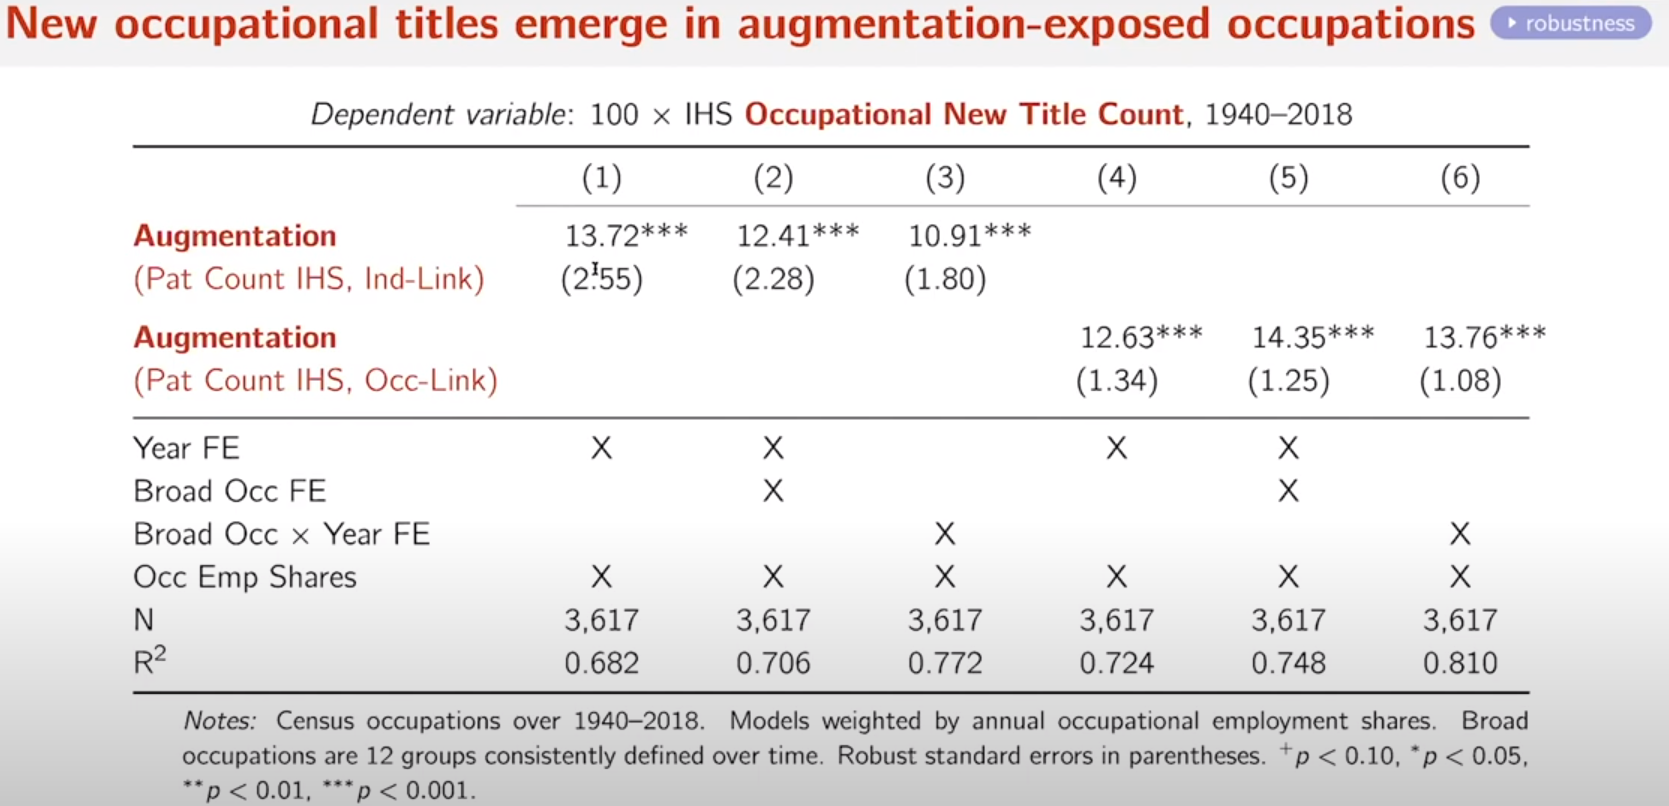 New occupational titles emerge in augmentation-exposed occupations robustness
Dependent variable: 100 × IHS Occupational New Title Count, 1940–2018
(1) (2) (3) (4) (5) (6)
Augmentation 13.72*** 12.41*** 10.91***
(Pat Count IHS, Ind-Link) (2.55) (2.28) (1.80)
Augmentation 12.63*** 14.35*** 13.76***
(Pat Count IHS, Occ-Link) (1.34) (1.25) (1.08)
Year FE X X X X
Broad Occ FE X X
Broad Occ × Year FE X X
Occ Emp Shares X X X X X X
N 3,617 3,617 3,617 3,617 3,617 3,617
R² 0.682 0.706 0.772 0.724 0.748 0.810
Notes: Census occupations over 1940–2018. Models weighted by annual occupational employment shares. Broad
occupations are 12 groups consistently defined over time. Robust standard errors in parentheses. ⁺p < 0.10, *p < 0.05,
**p < 0.01, ***p < 0.001.